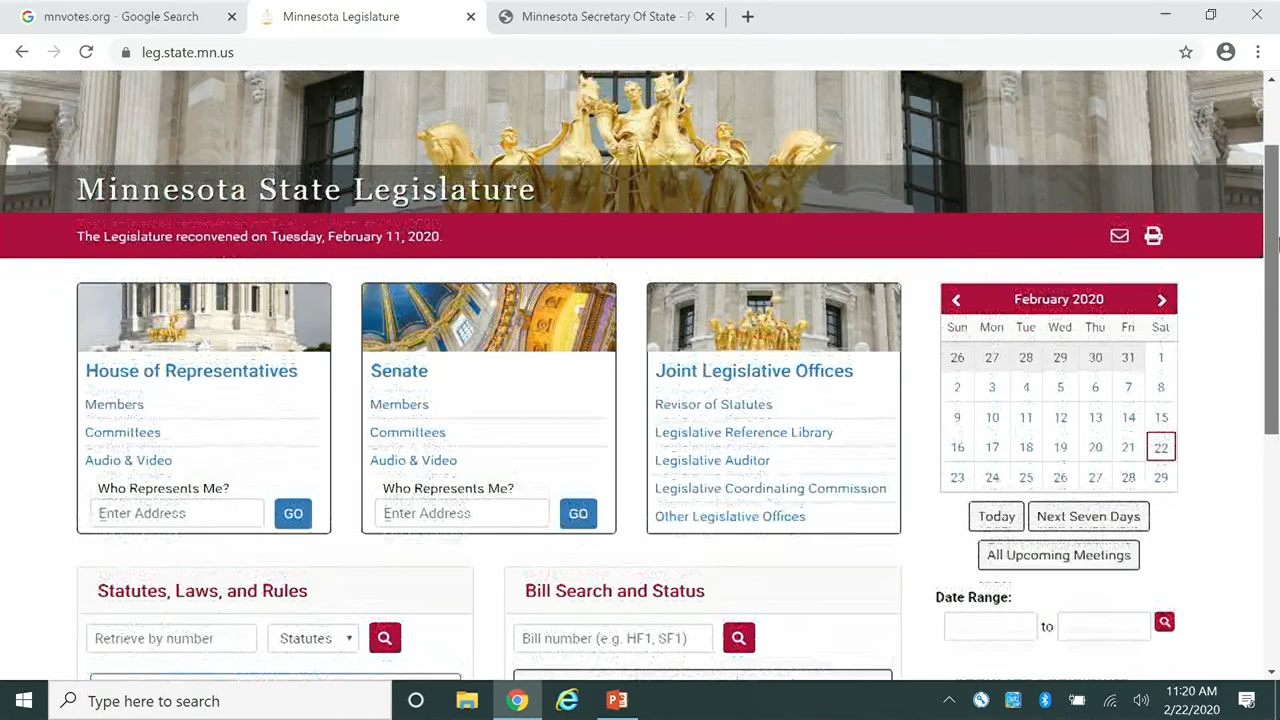 mnvotes.org - Google Search
Minnesota Legislature
Minnesota Secretary Of State - P
leg.state.mn.us
Minnesota State Legislature
The Legislature reconvened on Tuesday, February 11, 2020.
House of Representatives
Members
Committees
Audio & Video
Who Represents Me?
Enter Address
GO
Senate
Members
Committees
Audio & Video
Who Represents Me?
Enter Address
GO
Joint Legislative Offices
Revisor of Statutes
Legislative Reference Library
Legislative Auditor
Legislative Coordinating Commission
Other Legislative Offices
February 2020
Sun Mon Tue Wed Thu Fri Sat
26 27 28 29 30 31 1
2 3 4 5 6 7 8
9 10 11 12 13 14 15
16 17 18 19 20 21 22
23 24 25 26 27 28 29
Today
Next Seven Days
All Upcoming Meetings
Date Range:
to
Statutes, Laws, and Rules
Retrieve by number
Statutes
Bill Search and Status
Bill number (e.g. HF1, SF1)
Type here to search
11:20 AM
2/22/2020